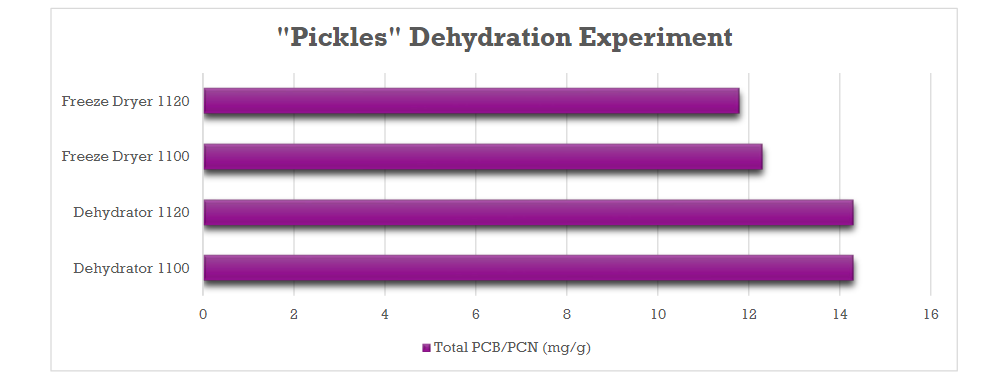 "Pickles" Dehydration Experiment
Freeze Dryer 1120
Freeze Dryer 1100
Dehydrator 1120
Dehydrator 1100
0 2 4 6 8 10 12 14 16
Total PCB/PCN (mg/g)